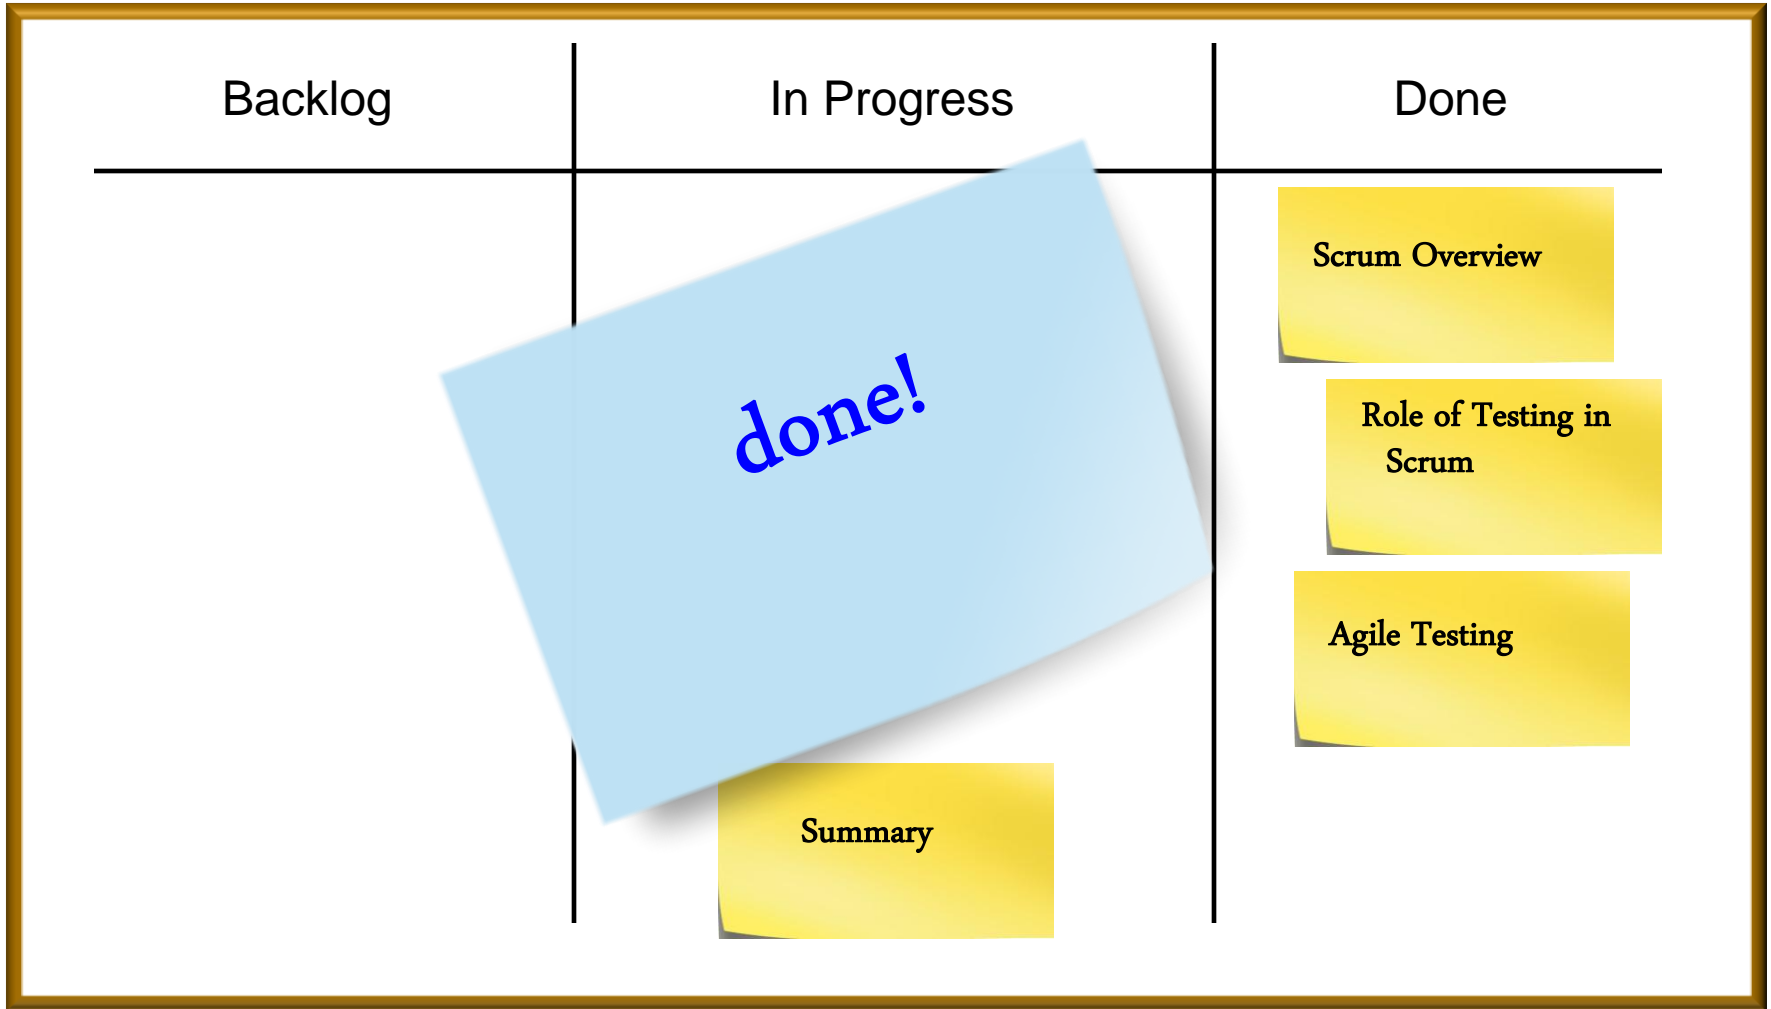 Backlog
In Progress
Done
Scrum Overview
done!
Role of Testing in
Scrum
Agile Testing
Summary